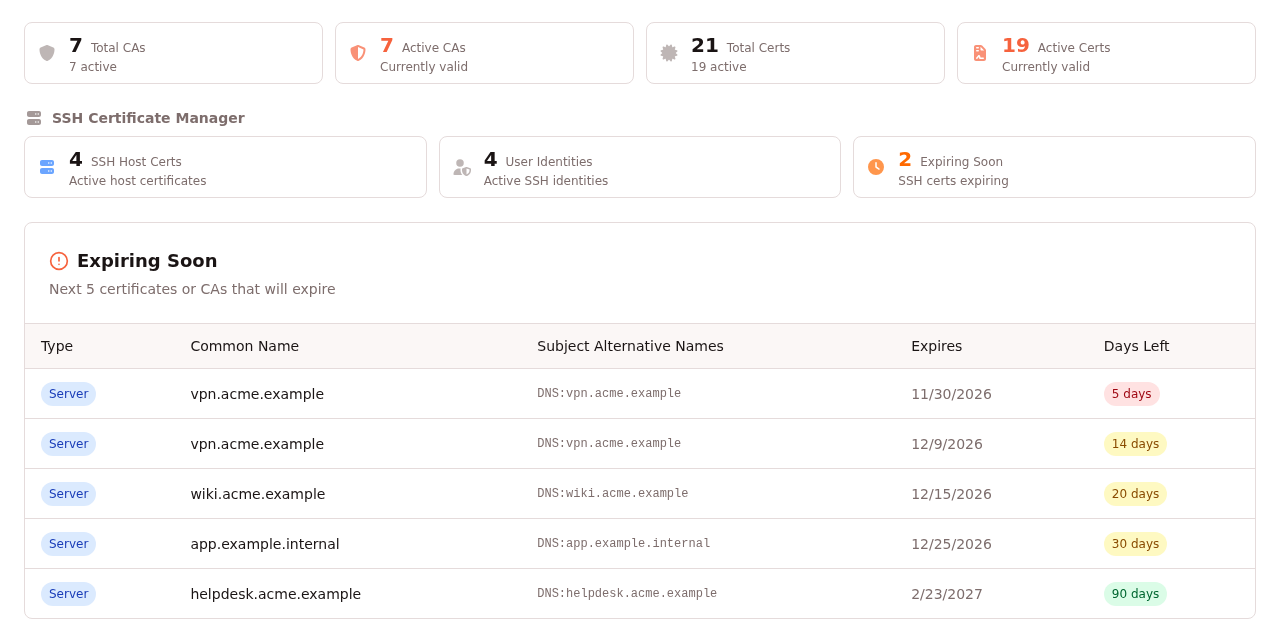 7 Total CAs
7 active
7 Active CAs
Currently valid
21 Total Certs
19 active
19 Active Certs
Currently valid
SSH Certificate Manager
4 SSH Host Certs
Active host certificates
4 User Identities
Active SSH identities
2 Expiring Soon
SSH certs expiring
Expiring Soon
Next 5 certificates or CAs that will expire
Type Common Name Subject Alternative Names Expires Days Left
Server vpn.acme.example DNS:vpn.acme.example 11/30/2026 5 days
Server vpn.acme.example DNS:vpn.acme.example 12/9/2026 14 days
Server wiki.acme.example DNS:wiki.acme.example 12/15/2026 20 days
Server app.example.internal DNS:app.example.internal 12/25/2026 30 days
Server helpdesk.acme.example DNS:helpdesk.acme.example 2/23/2027 90 days